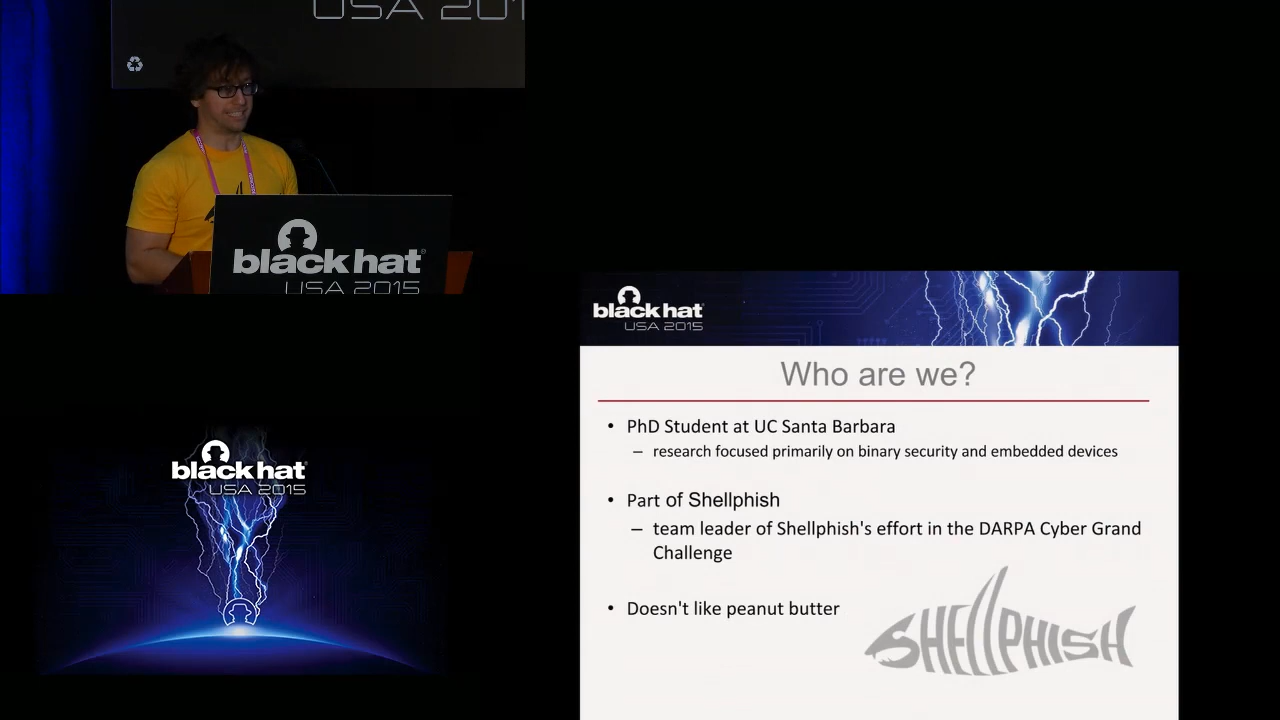 USA 201
black hat
USA 2015
black hat
USA 2015
Who are we?
• PhD Student at UC Santa Barbara
– research focused primarily on binary security and embedded devices
• Part of Shellphish
– team leader of Shellphish's effort in the DARPA Cyber Grand
Challenge
• Doesn't like peanut butter
SHELLPHISH
black hat
USA 2015